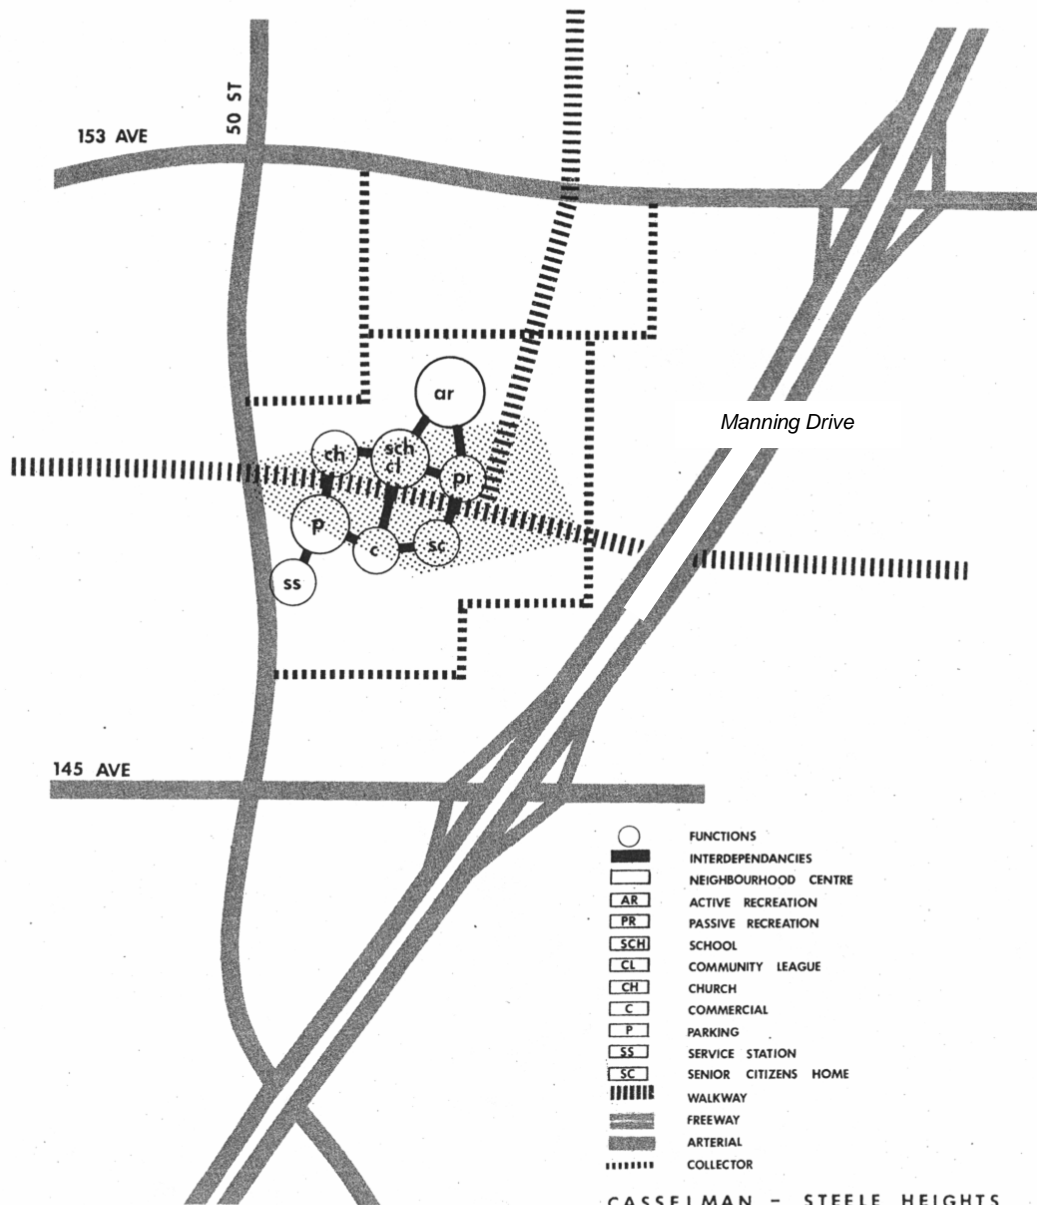 50 ST
153 AVE
Manning Drive
ar
ch
sch
cl
pr
p
c
sc
ss
145 AVE
FUNCTIONS
INTERDEPENDANCIES
NEIGHBOURHOOD CENTRE
AR ACTIVE RECREATION
PR PASSIVE RECREATION
SCH SCHOOL
CL COMMUNITY LEAGUE
CH CHURCH
C COMMERCIAL
P PARKING
SS SERVICE STATION
SC SENIOR CITIZENS HOME
WALKWAY
FREEWAY
ARTERIAL
COLLECTOR
CASSELMAN - STEELE HEIGHTS